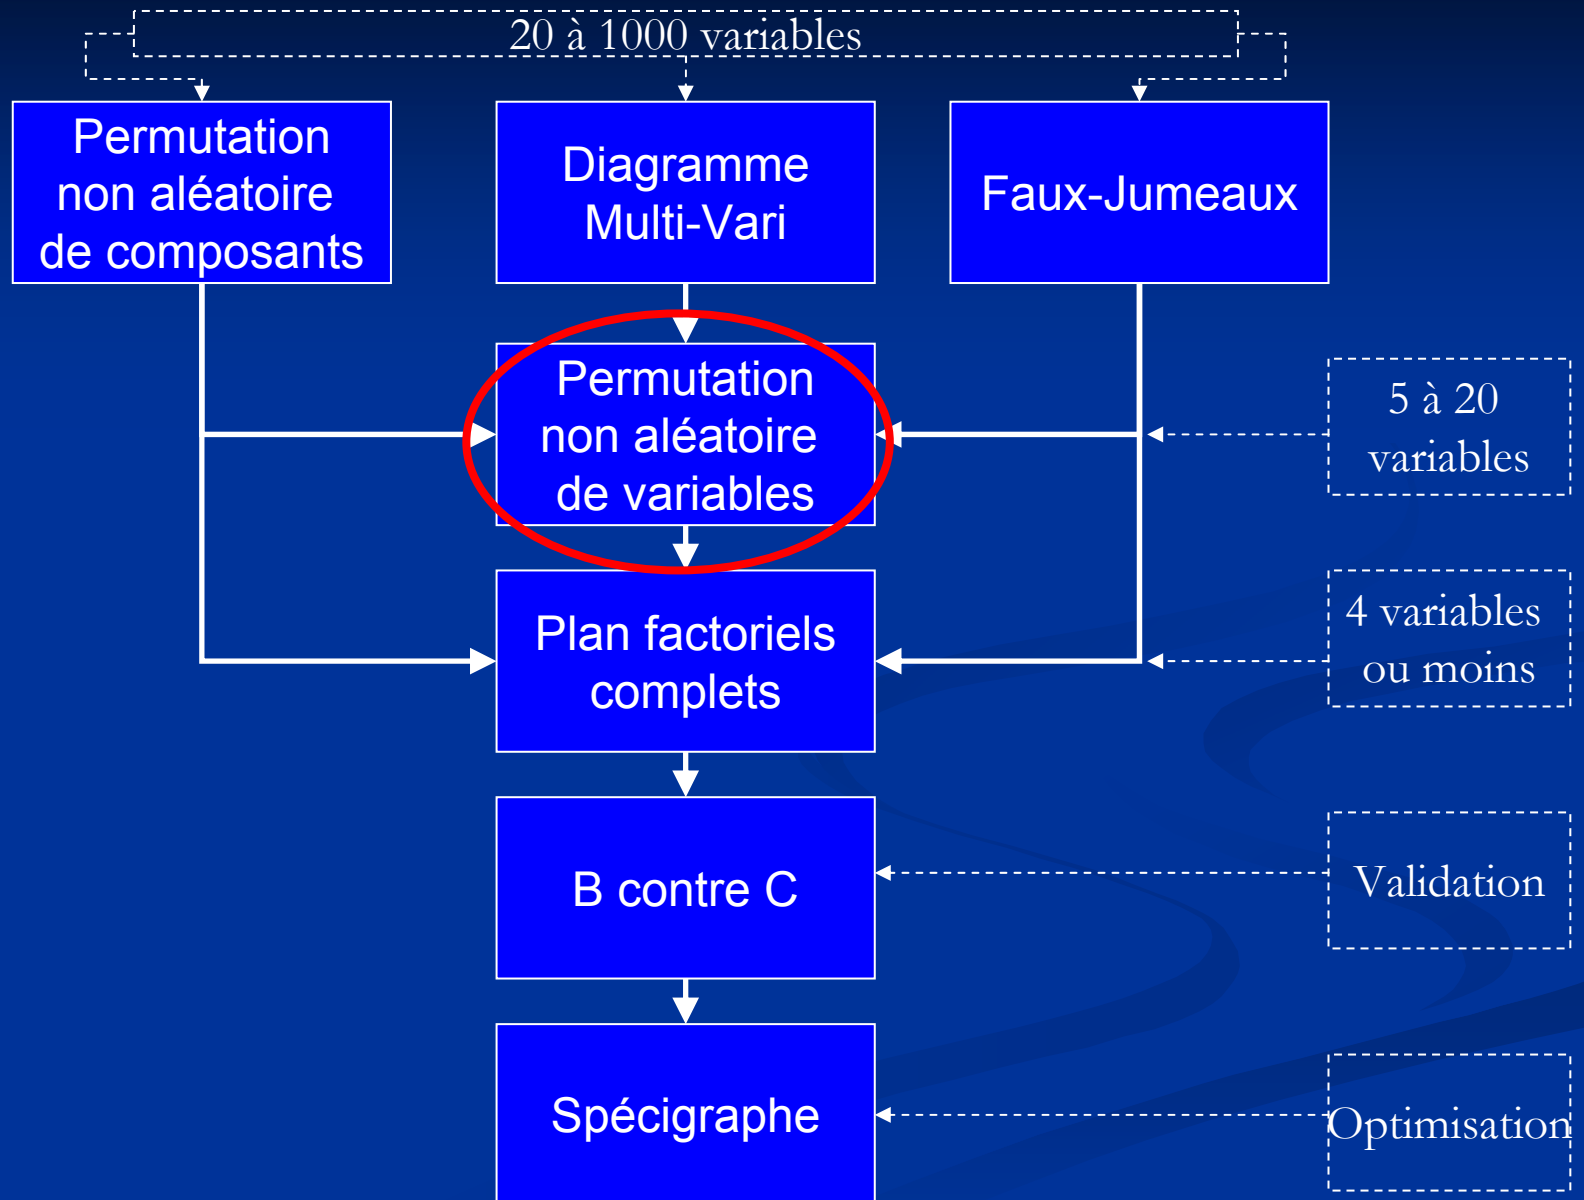 20 à 1000 variables
Permutation
non aléatoire
de composants
Diagramme
Multi-Vari
Faux-Jumeaux
Permutation
non aléatoire
de variables
5 à 20
variables
Plan factoriels
complets
4 variables
ou moins
B contre C
Validation
Spécigraphe
Optimisation